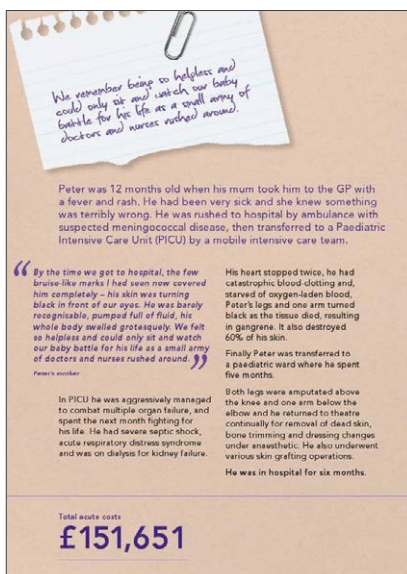 We remember being so helpless and
could only sit and watch our baby
battle for his life as a small army of
doctors and nurses rushed around.
Peter was 12 months old when his mum took him to the GP with
a fever and rash. He had been very sick and she knew something
was terribly wrong. He was rushed to hospital by ambulance with
suspected meningococcal disease, then transferred to a Paediatric
Intensive Care Unit (PICU) by a mobile intensive care team.
“ By the time we got to hospital, the few
bruise-like marks I had seen now covered
him completely – his skin was turning
black in front of our eyes. He was barely
recognisable, pumped full of fluid, his
whole body swelled grotesquely. We felt
so helpless and could only sit and watch
our baby battle for his life as a small army
of doctors and nurses rushed around. ”
Peter's mother
In PICU he was aggressively managed
to combat multiple organ failure, and
spent the next month fighting for
his life. He had severe septic shock,
acute respiratory distress syndrome
and was on dialysis for kidney failure.
His heart stopped twice, he had
catastrophic blood-clotting and,
starved of oxygen-laden blood,
Peter's legs and one arm turned
black as the tissue died, resulting
in gangrene. It also destroyed
60% of his skin.
Finally Peter was transferred to
a paediatric ward where he spent
five months.
Both legs were amputated above
the knee and one arm below the
elbow and he returned to theatre
continually for removal of dead skin,
bone trimming and dressing changes
under anaesthetic. He also underwent
various skin grafting operations.
He was in hospital for six months.
Total acute costs
£151,651